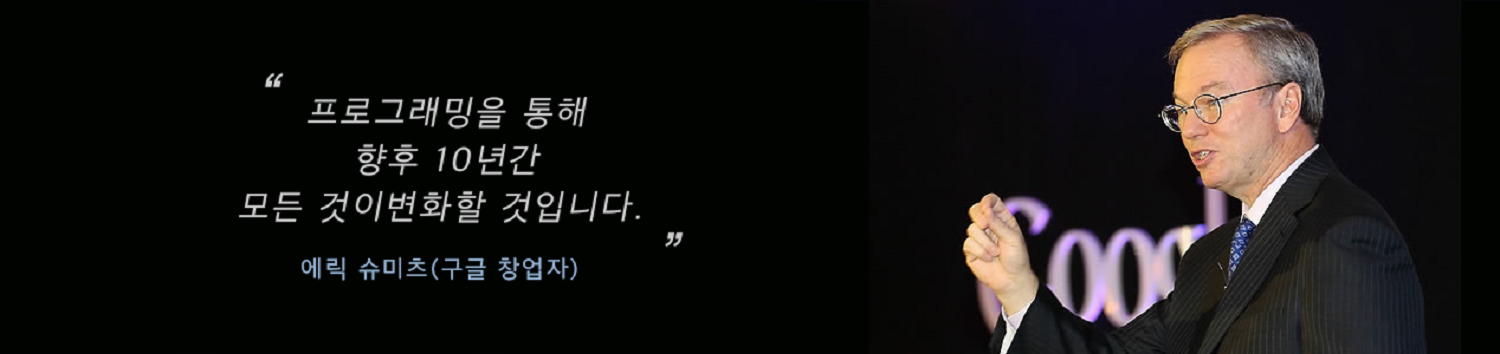 “
프로그래밍을 통해
향후 10년간
모든 것이변화할 것입니다.
”
에릭 슈미츠(구글 창업자)
Googl